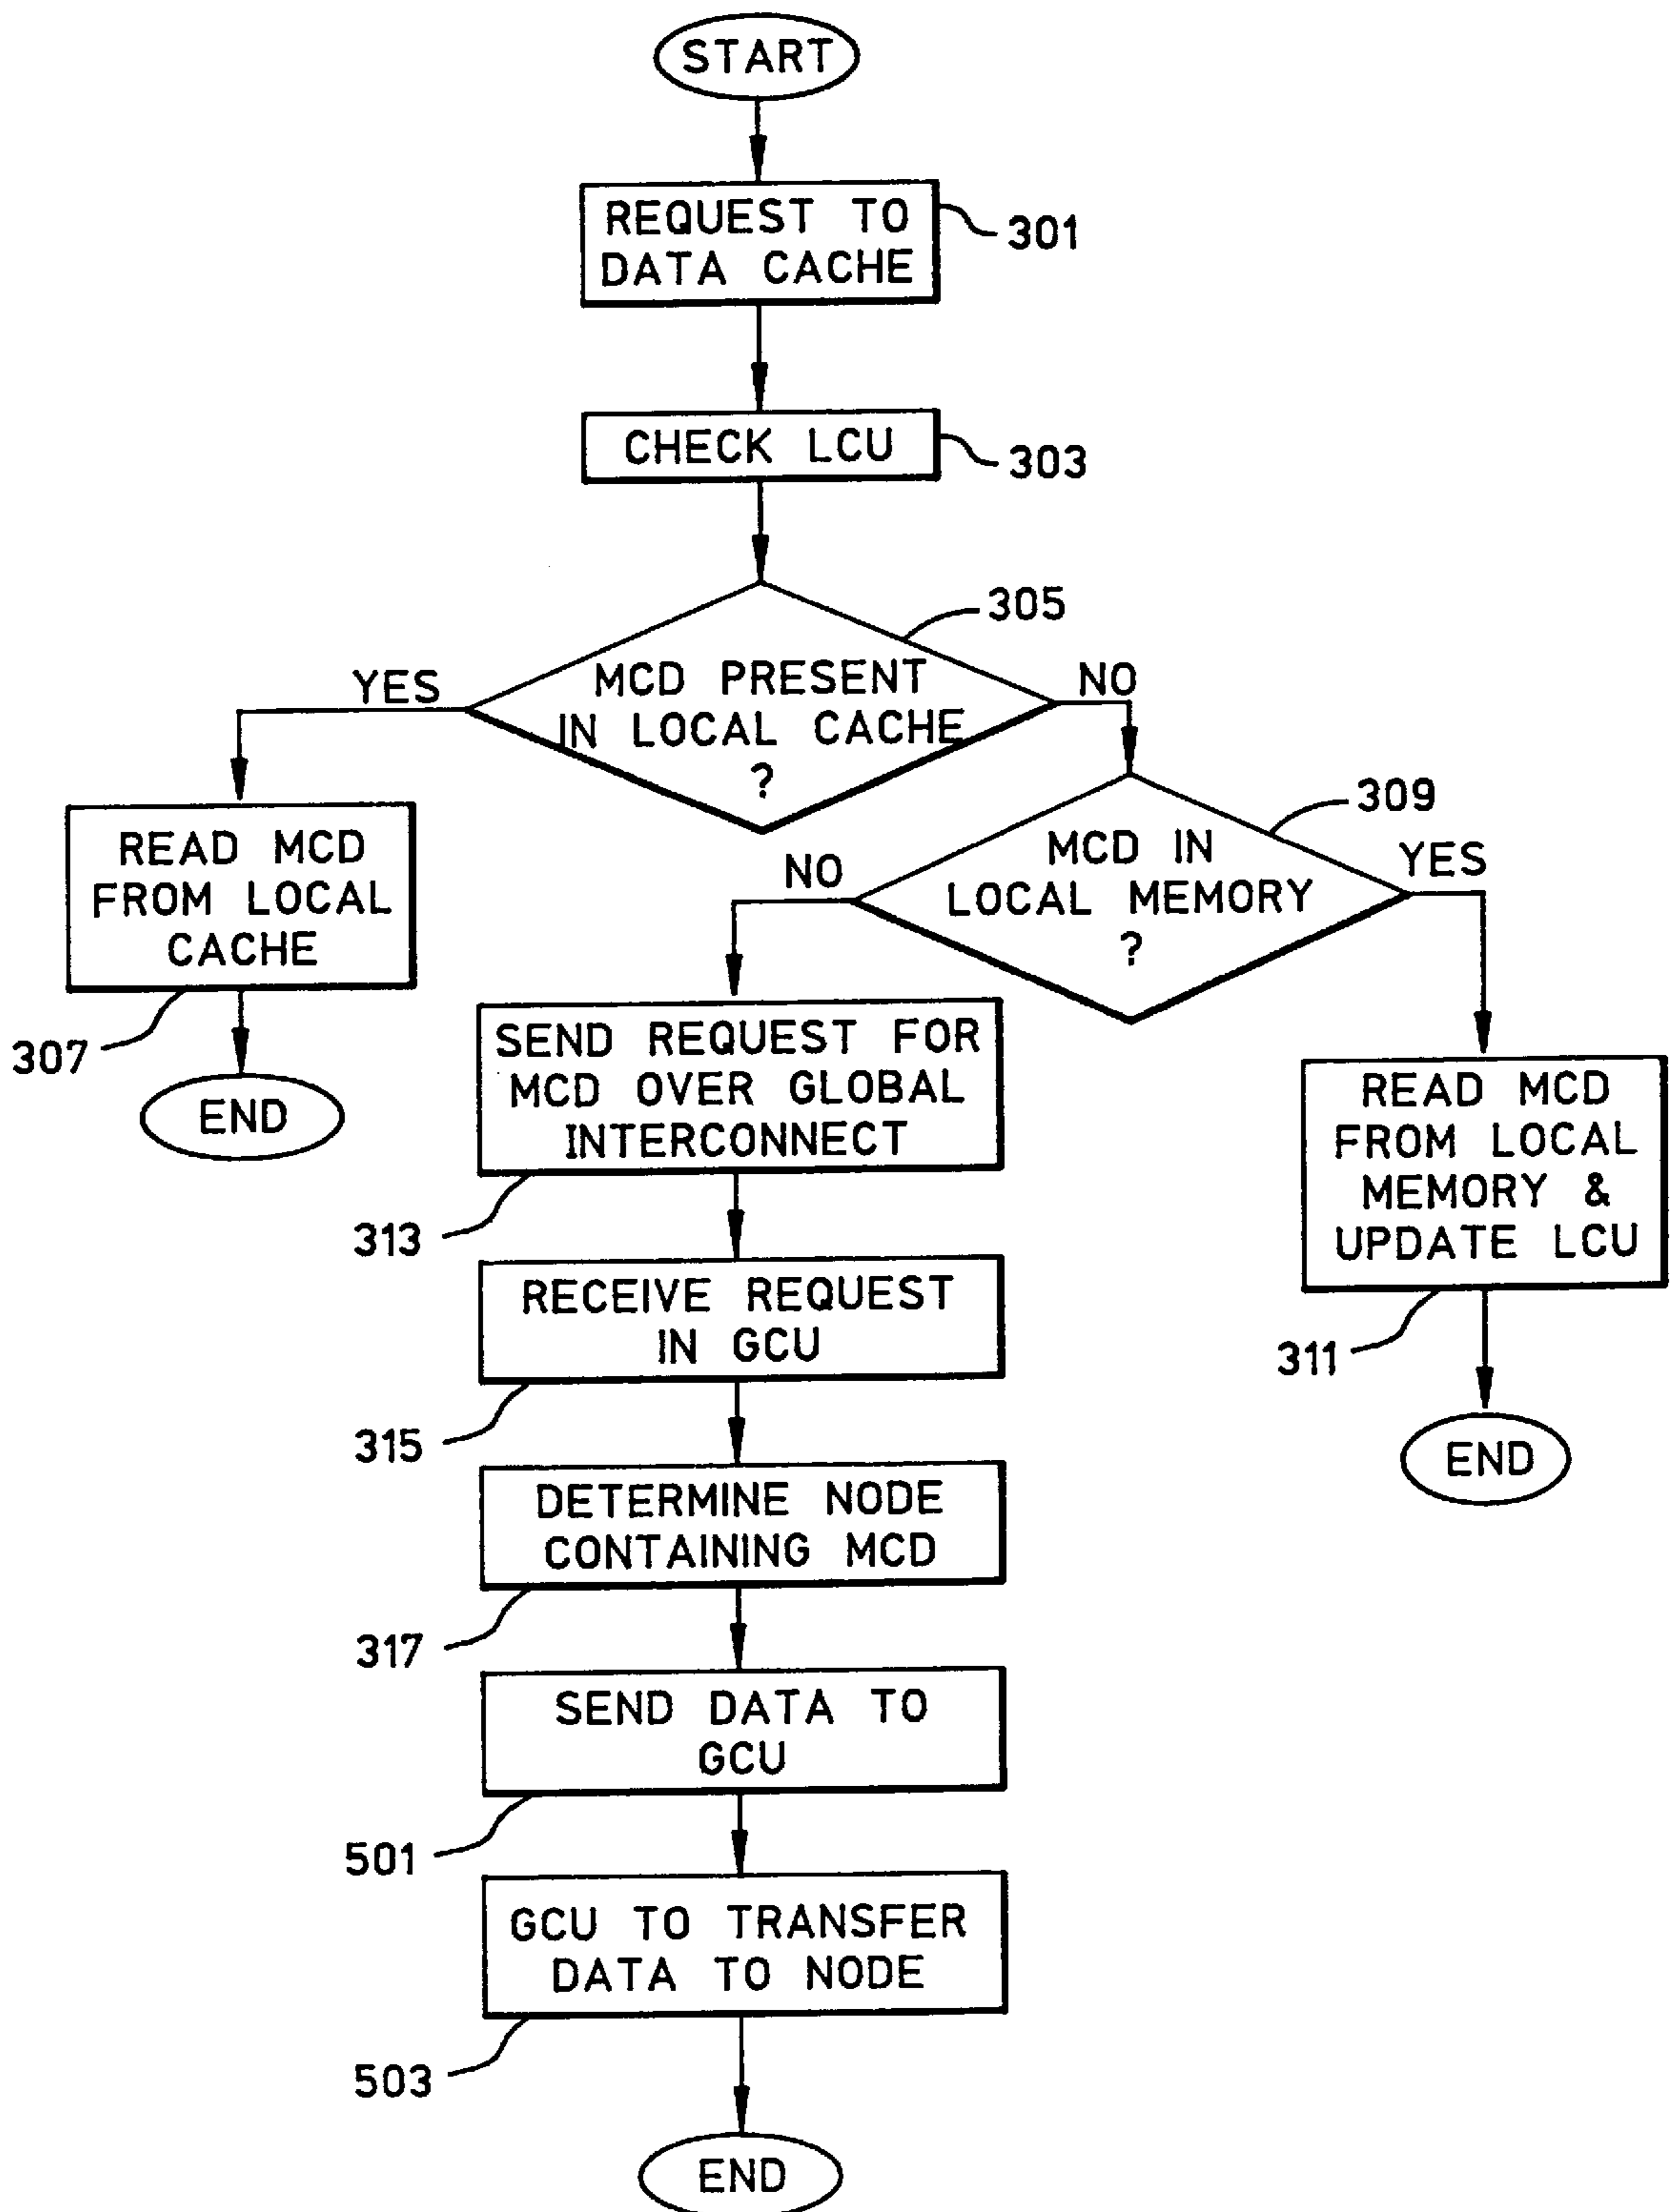 START
REQUEST TO
DATA CACHE
301
CHECK LCU
303
305
MCD PRESENT
IN LOCAL CACHE
?
YES
NO
READ MCD
FROM LOCAL
CACHE
307
END
309
MCD IN
LOCAL MEMORY
?
NO
YES
SEND REQUEST FOR
MCD OVER GLOBAL
INTERCONNECT
313
READ MCD
FROM LOCAL
MEMORY &
UPDATE LCU
311
END
RECEIVE REQUEST
IN GCU
315
DETERMINE NODE
CONTAINING MCD
317
SEND DATA TO
GCU
501
GCU TO TRANSFER
DATA TO NODE
503
END